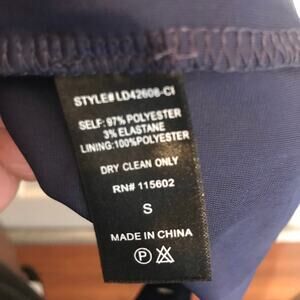 STYLE# LD42608-CI
SELF: 97% POLYESTER
3% ELASTANE
LINING:100%POLYESTER
DRY CLEAN ONLY
RN# 115602
S
MADE IN CHINA
P